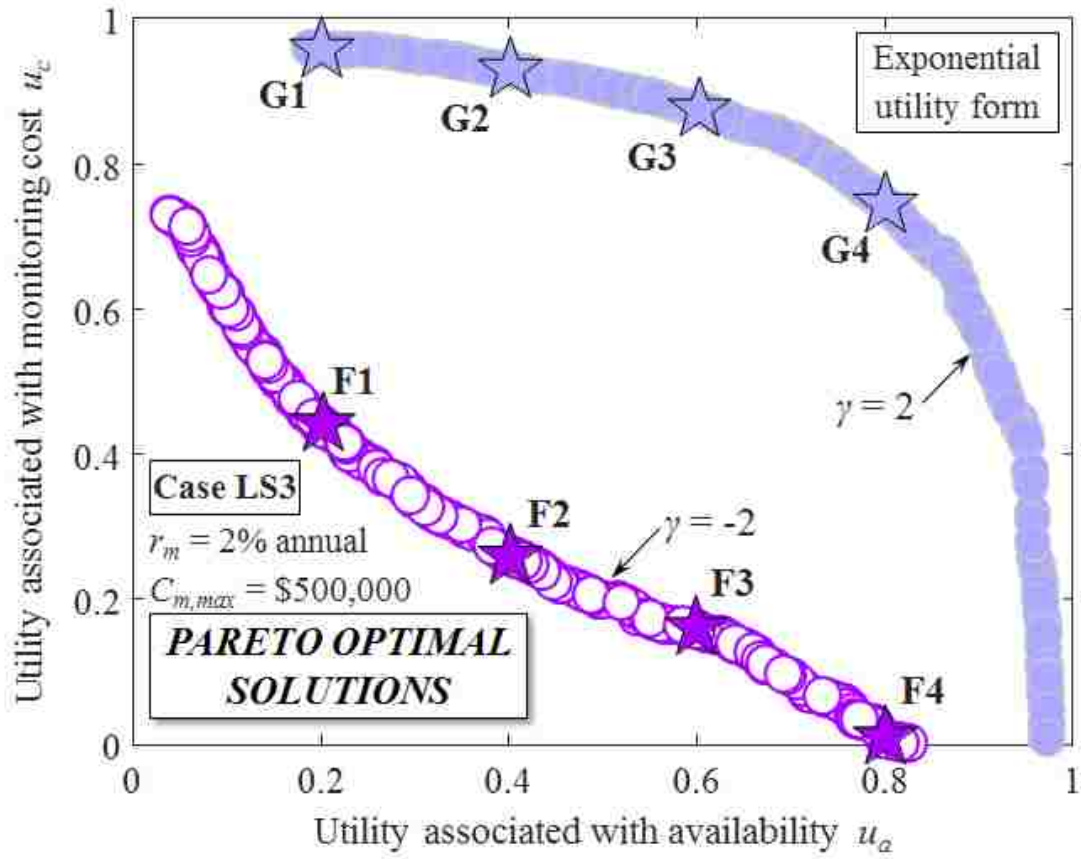 Utility associated with monitoring cost u_c
1
0.8
0.6
0.4
0.2
0
Exponential
utility form
G1
G2
G3
G4
γ = 2
F1
F2
F3
F4
γ = -2
Case LS3
r_m = 2% annual
C_m,max = $500,000
PARETO OPTIMAL
SOLUTIONS
0 0.2 0.4 0.6 0.8 1
Utility associated with availability u_a